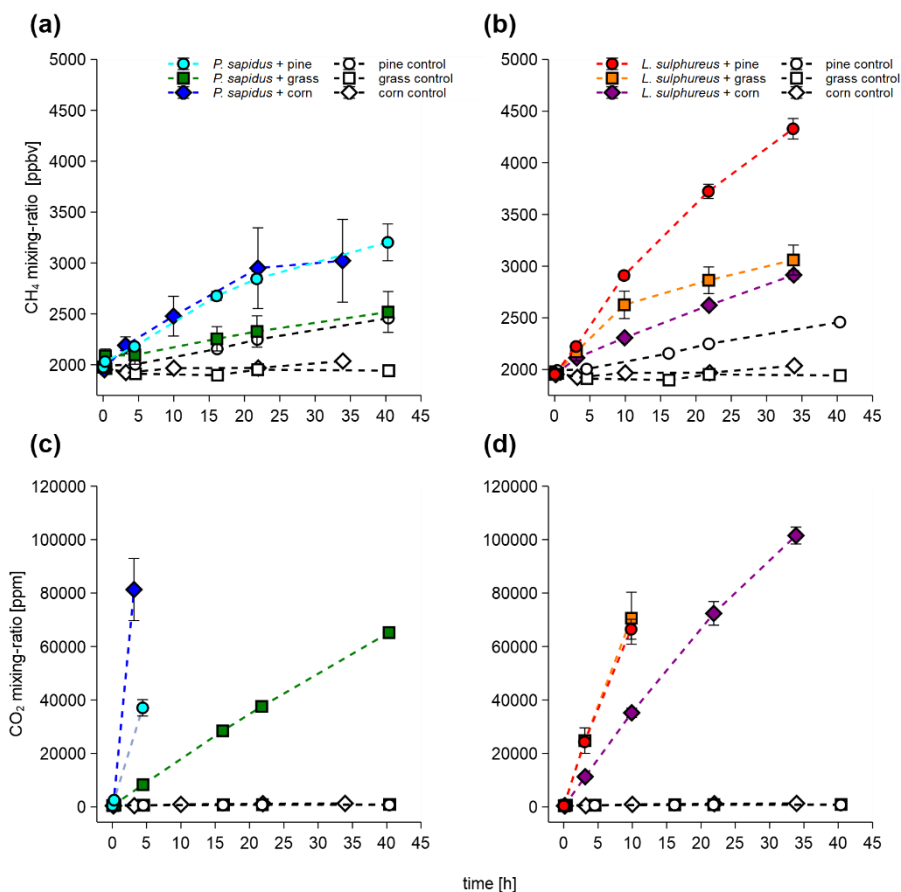 (a) (b)
5000 P. sapidus + pine pine control 5000 L. sulphureus + pine pine control
P. sapidus + grass grass control L. sulphureus + grass grass control
4500 P. sapidus + corn corn control 4500 L. sulphureus + corn corn control
4000 4000
CH₄ mixing-ratio [ppbv]
3500 3500
3000 3000
2500 2500
2000 2000
0 5 10 15 20 25 30 35 40 45 0 5 10 15 20 25 30 35 40 45
(c) (d)
120000 120000
100000 100000
80000 80000
CO₂ mixing-ratio [ppm]
60000 60000
40000 40000
20000 20000
0 0
0 5 10 15 20 25 30 35 40 45 0 5 10 15 20 25 30 35 40 45
time [h]